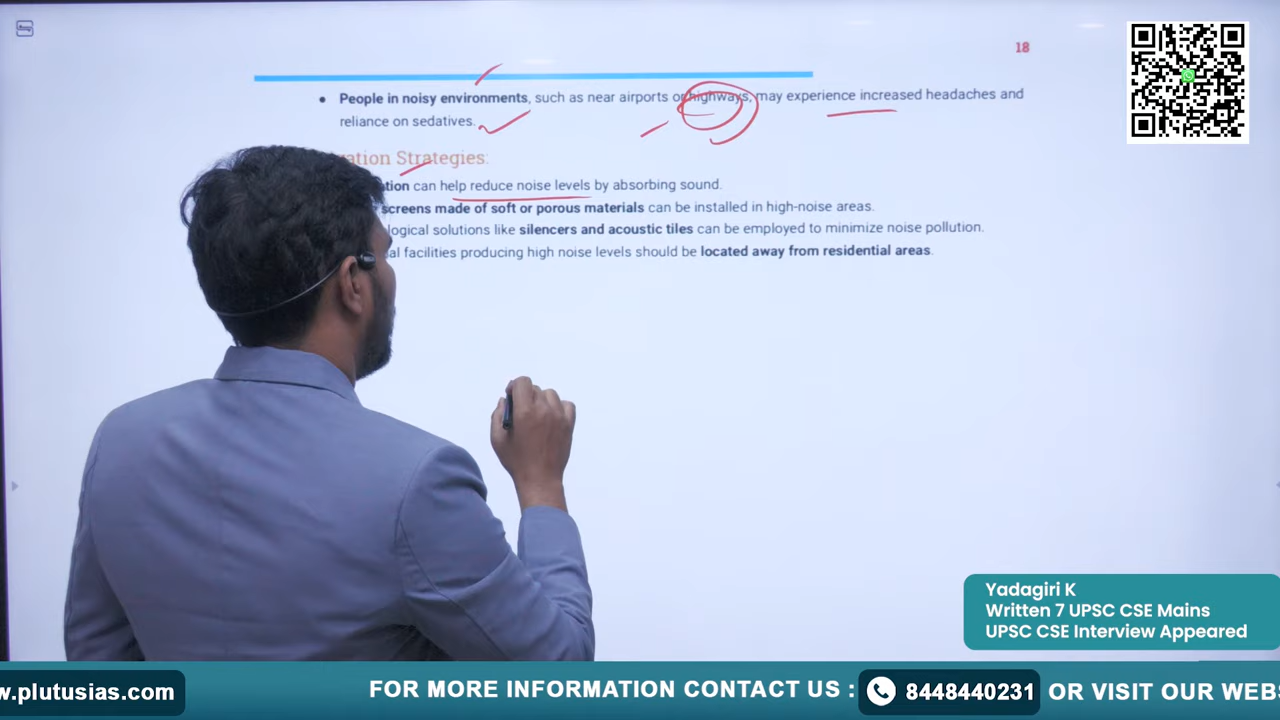 18
People in noisy environments, such as near airports or highways, may experience increased headaches and
reliance on sedatives.
Strategies:
can help reduce noise levels by absorbing sound.
screens made of soft or porous materials can be installed in high-noise areas.
logical solutions like silencers and acoustic tiles can be employed to minimize noise pollution.
al facilities producing high noise levels should be located away from residential areas.
Yadagiri K
Written 7 UPSC CSE Mains
UPSC CSE Interview Appeared
w.plutusias.com FOR MORE INFORMATION CONTACT US : 8448440231 OR VISIT OUR WEBS